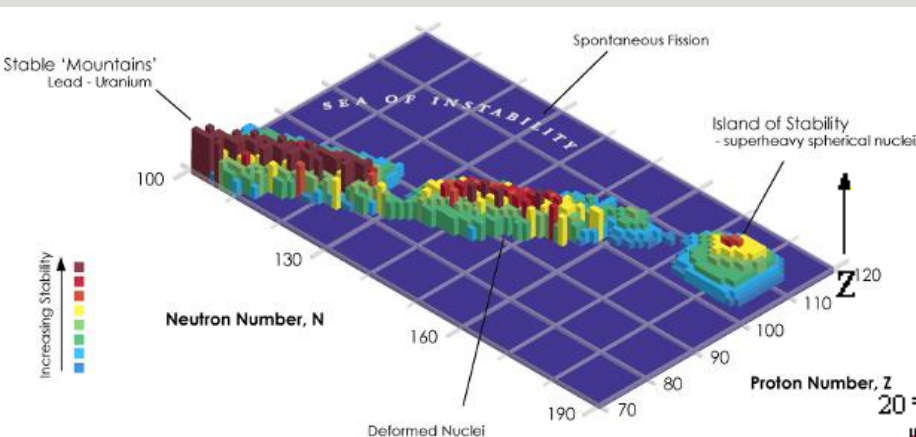 Spontaneous Fission
Stable 'Mountains'
Lead - Uranium
SEA OF INSTABILITY
Island of Stability
- superheavy spherical nuclei
100
130
160
190
70
80
90
100
110
120
Z
Increasing Stability
Neutron Number, N
Proton Number, Z
20
Deformed Nuclei